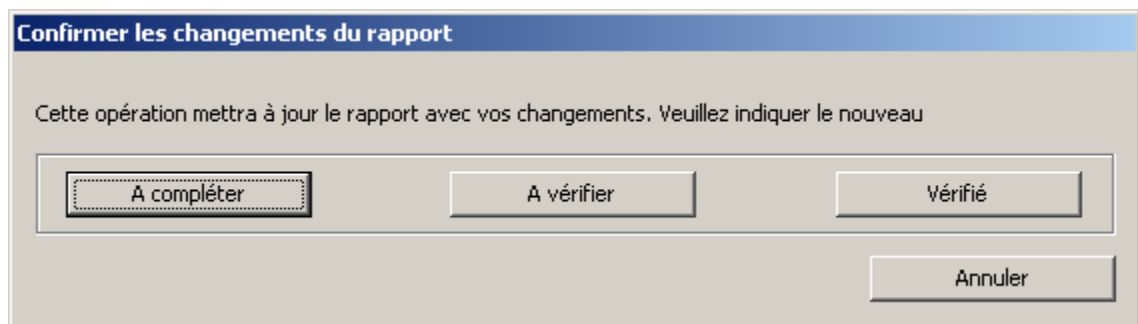 Confirmer les changements du rapport
Cette opération mettra à jour le rapport avec vos changements. Veuillez indiquer le nouveau
A compléter
A vérifier
Vérifié
Annuler